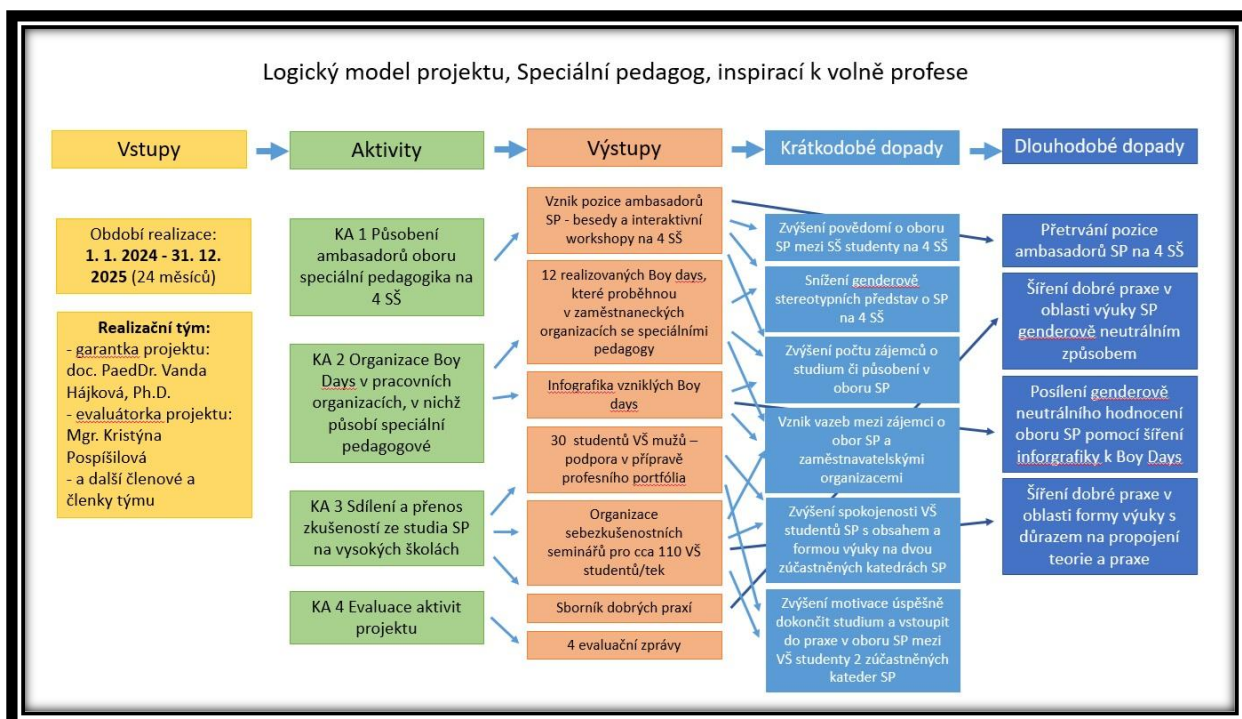 Logický model projektu, Speciální pedagog, inspirací k volně profese
Vstupy
Aktivity
Výstupy
Krátkodobé dopady
Dlouhodobé dopady
Období realizace:
1. 1. 2024 - 31. 12.
2025 (24 měsíců)
Realizační tým:
- garantka projektu:
doc. PaedDr. Vanda
Hájková, Ph.D.
- evaluátorka projektu:
Mgr. Kristýna
Pospíšilová
- a další členové a
členky týmu
KA 1 Působení
ambasadorů oboru
speciální pedagogika na
4 SŠ
KA 2 Organizace Boy
Days v pracovních
organizacích, v nichž
působí speciální
pedagogové
KA 3 Sdílení a přenos
zkušeností ze studia SP
na vysokých školách
KA 4 Evaluace aktivit
projektu
Vznik pozice ambasadorů
SP - besedy a interaktivní
workshopy na 4 SŠ
12 realizovaných Boy days,
které proběhnou
v zaměstnaneckých
organizacích se speciálními
pedagogy
Infografika vzniklých Boy
days
30 studentů VŠ mužů –
podpora v přípravě
profesního portfólia
Organizace
sebezkušenostních
seminářů pro cca 110 VŠ
studentů/tek
Sborník dobrých praxí
4 evaluační zprávy
Zvýšení povědomí o oboru
SP mezi SŠ studenty na 4 SŠ
Snížení genderově
stereotypních představ o SP
na 4 SŠ
Zvýšení počtu zájemců o
studium či působení v
oboru SP
Vznik vazeb mezi zájemci o
obor SP a
zaměstnavatelskými
organizacemi
Zvýšení spokojenosti VŠ
studentů SP s obsahem a
formou výuky na dvou
zúčastněných katedrách SP
Zvýšení motivace úspěšně
dokončit studium a vstoupit
do praxe v oboru SP mezi
VŠ studenty 2 zúčastněných
kateder SP
Přetrvání pozice
ambasadorů SP na 4 SŠ
Šíření dobré praxe v
oblasti výuky SP
genderově neutrálním
způsobem
Posílení genderově
neutrálního hodnocení
oboru SP pomocí šíření
inforgrafiky k Boy Days
Šíření dobré praxe v
oblasti formy výuky s
důrazem na propojení
teorie a praxe